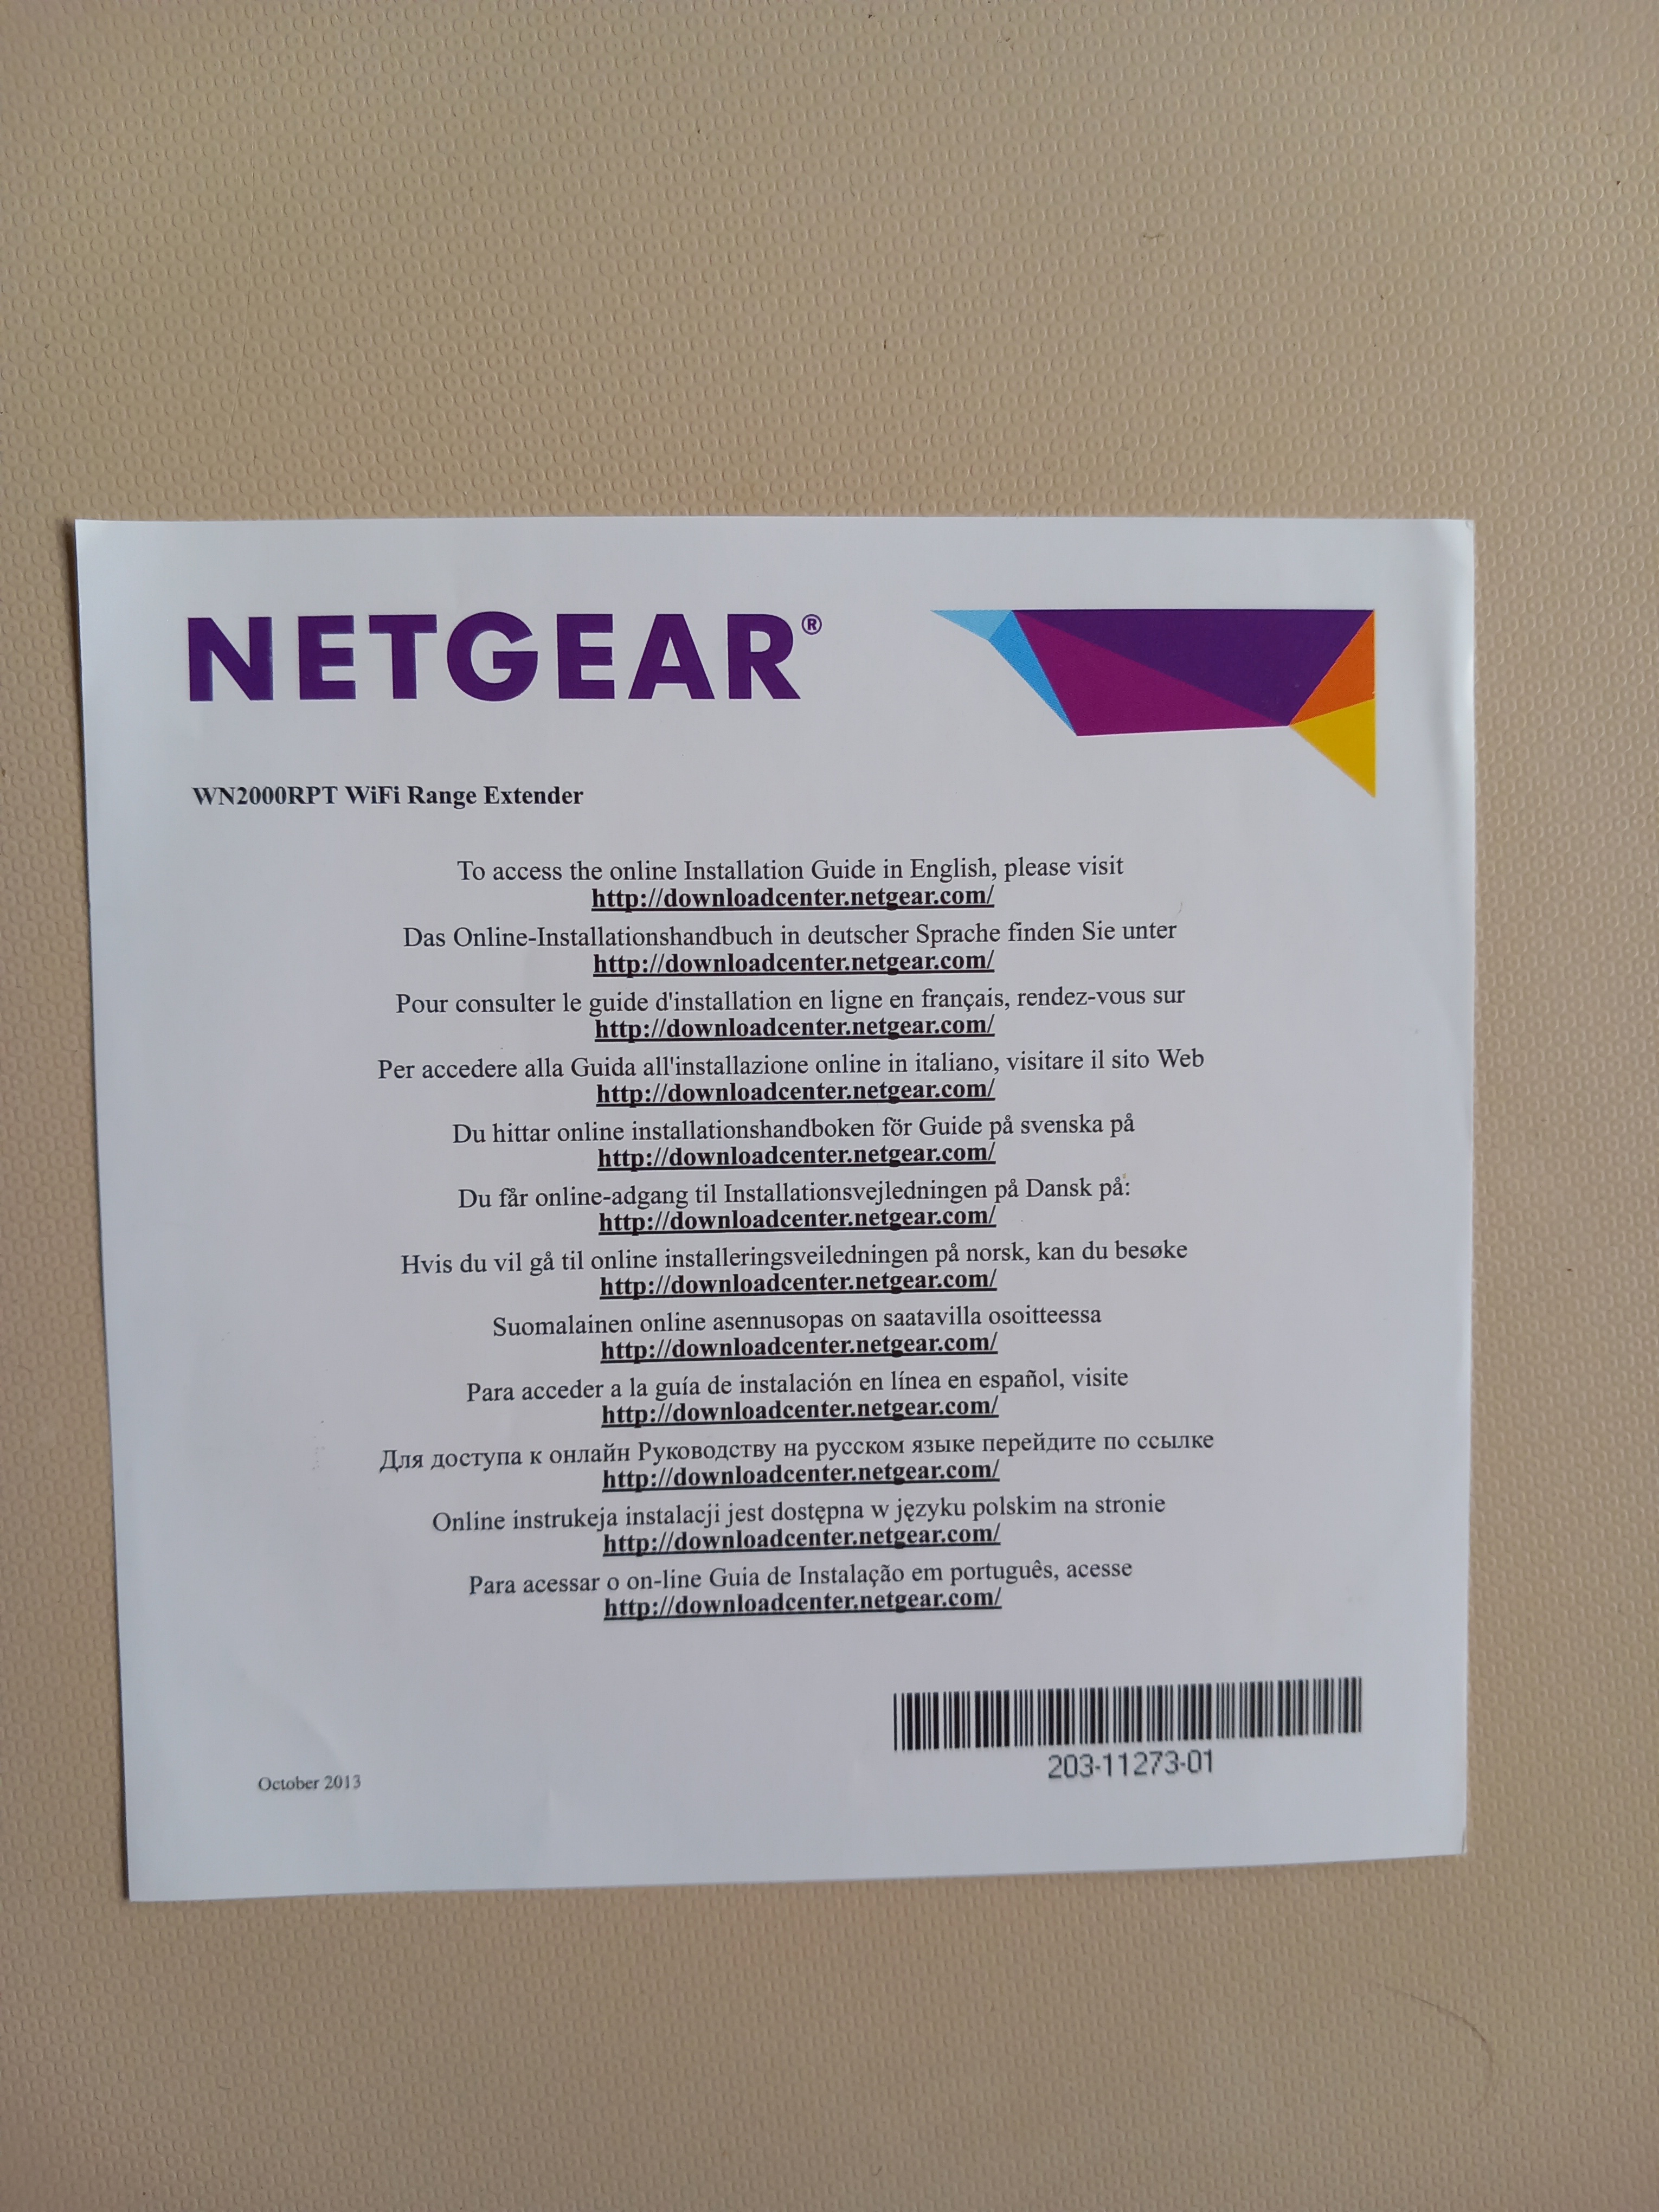 NETGEAR®
WN2000RPT WiFi Range Extender
To access the online Installation Guide in English, please visit
http://downloadcenter.netgear.com/
Das Online-Installationshandbuch in deutscher Sprache finden Sie unter
http://downloadcenter.netgear.com/
Pour consulter le guide d'installation en ligne en français, rendez-vous sur
http://downloadcenter.netgear.com/
Per accedere alla Guida all'installazione online in italiano, visitare il sito Web
http://downloadcenter.netgear.com/
Du hittar online installationshandboken för Guide på svenska på
http://downloadcenter.netgear.com/
Du får online-adgang til Installationsvejledningen på Dansk på:
http://downloadcenter.netgear.com/
Hvis du vil gå til online installeringsveiledningen på norsk, kan du besøke
http://downloadcenter.netgear.com/
Suomalainen online asennusopas on saatavilla osoitteessa
http://downloadcenter.netgear.com/
Para acceder a la guía de instalación en línea en español, visite
http://downloadcenter.netgear.com/
Для доступа к онлайн Руководству на русском языке перейдите по ссылке
http://downloadcenter.netgear.com/
Online instrukeja instalacji jest dostępna w języku polskim na stronie
http://downloadcenter.netgear.com/
Para acessar o on-line Guia de Instalação em português, acesse
http://downloadcenter.netgear.com/
203-11273-01
October 2013